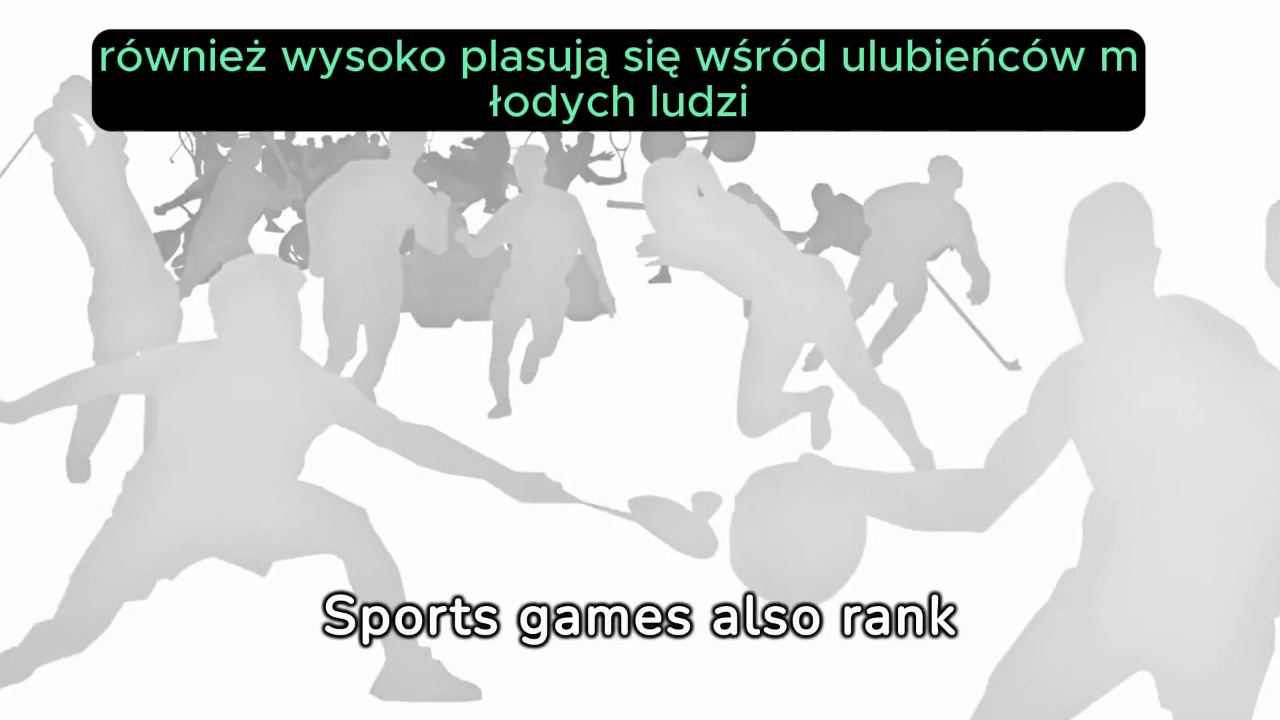 również wysoko plasują się wśród ulubieńców m
łodych ludzi
Sports games also rank